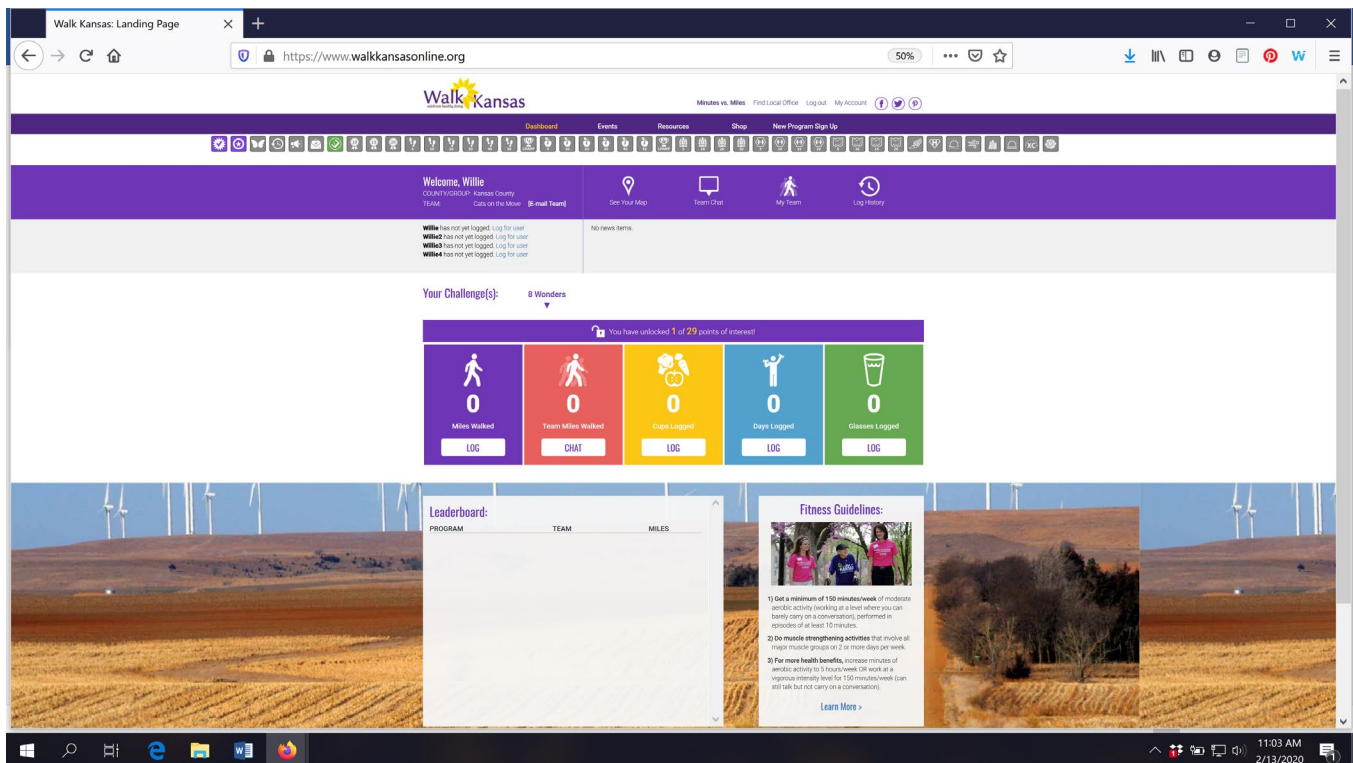 Walk Kansas: Landing Page
https://www.walkkansasonline.org
50%
Walk Kansas
Minutes vs. Miles Find Local Office Log out My Account
Dashboard Events Resources Shop New Program Sign Up
Welcome, Willie
COUNTY/GROUP: Kansas County
TEAM: Cats on the Move [E-mail Team]
See Your Map Team Chat My Team Log History
Willie has not yet logged. Log for user
Willie2 has not yet logged. Log for user
Willie3 has not yet logged. Log for user
Willie4 has not yet logged. Log for user
No news items.
Your Challenge(s): 8 Wonders
You have unlocked 1 of 29 points of interest!
0 0 0 0 0
Miles Walked Team Miles Walked Cups Logged Days Logged Glasses Logged
LOG CHAT LOG LOG LOG
Leaderboard:
PROGRAM TEAM MILES
Fitness Guidelines:
1) Get a minimum of 150 minutes/week of moderate
aerobic activity (working at a level where you can
barely carry on a conversation), performed in
episodes of at least 10 minutes.
2) Do muscle strengthening activities that involve all
major muscle groups on 2 or more days per week.
3) For more health benefits, increase minutes of
aerobic activity to 5 hours/week OR work at a
vigorous intensity level for 150 minutes/week (can
still talk but not carry on a conversation).
Learn More >
11:03 AM
2/13/2020